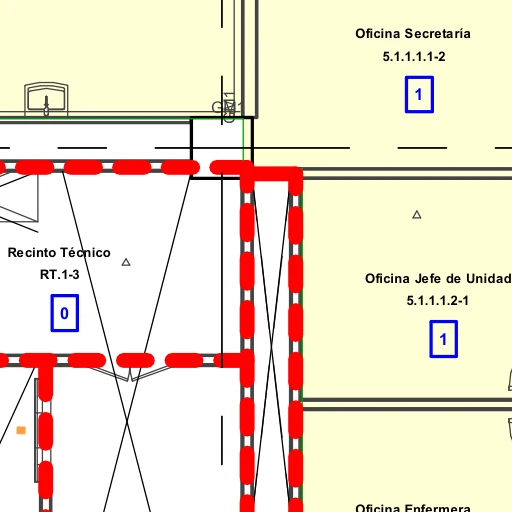 Oficina Secretaría
5.1.1.1.1-2
1
Recinto Técnico
RT.1-3
0
Oficina Jefe de Unidad
5.1.1.1.2-1
1
Oficina Enfermera